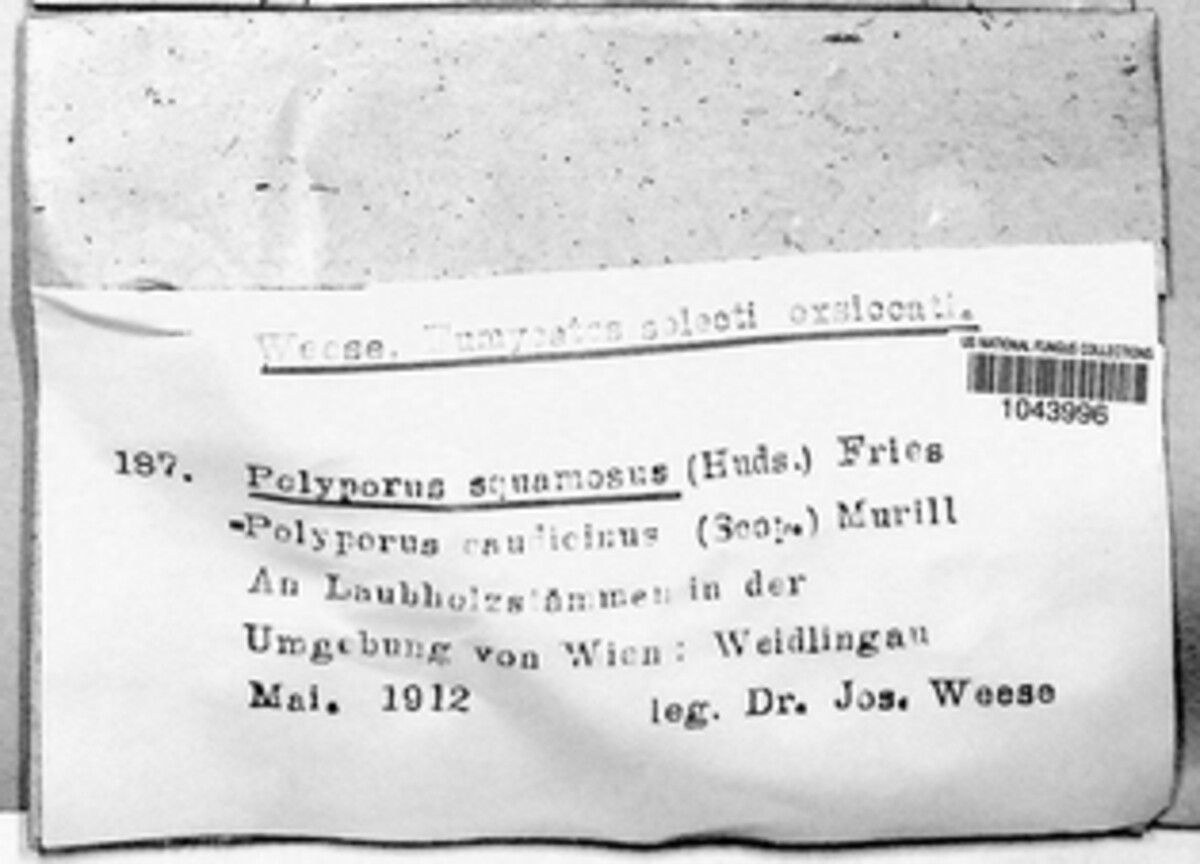 Weese. Eumycetes selecti exsiccati.
US NATIONAL FUNGUS COLLECTIONS
1043996
187. Polyporus squamosus (Huds.) Fries
=Polyporus caudicinus (Scop.) Murill
An Laubholzstämmen in der
Umgebung von Wien: Weidlingau
Mai. 1912 leg. Dr. Jos. Weese